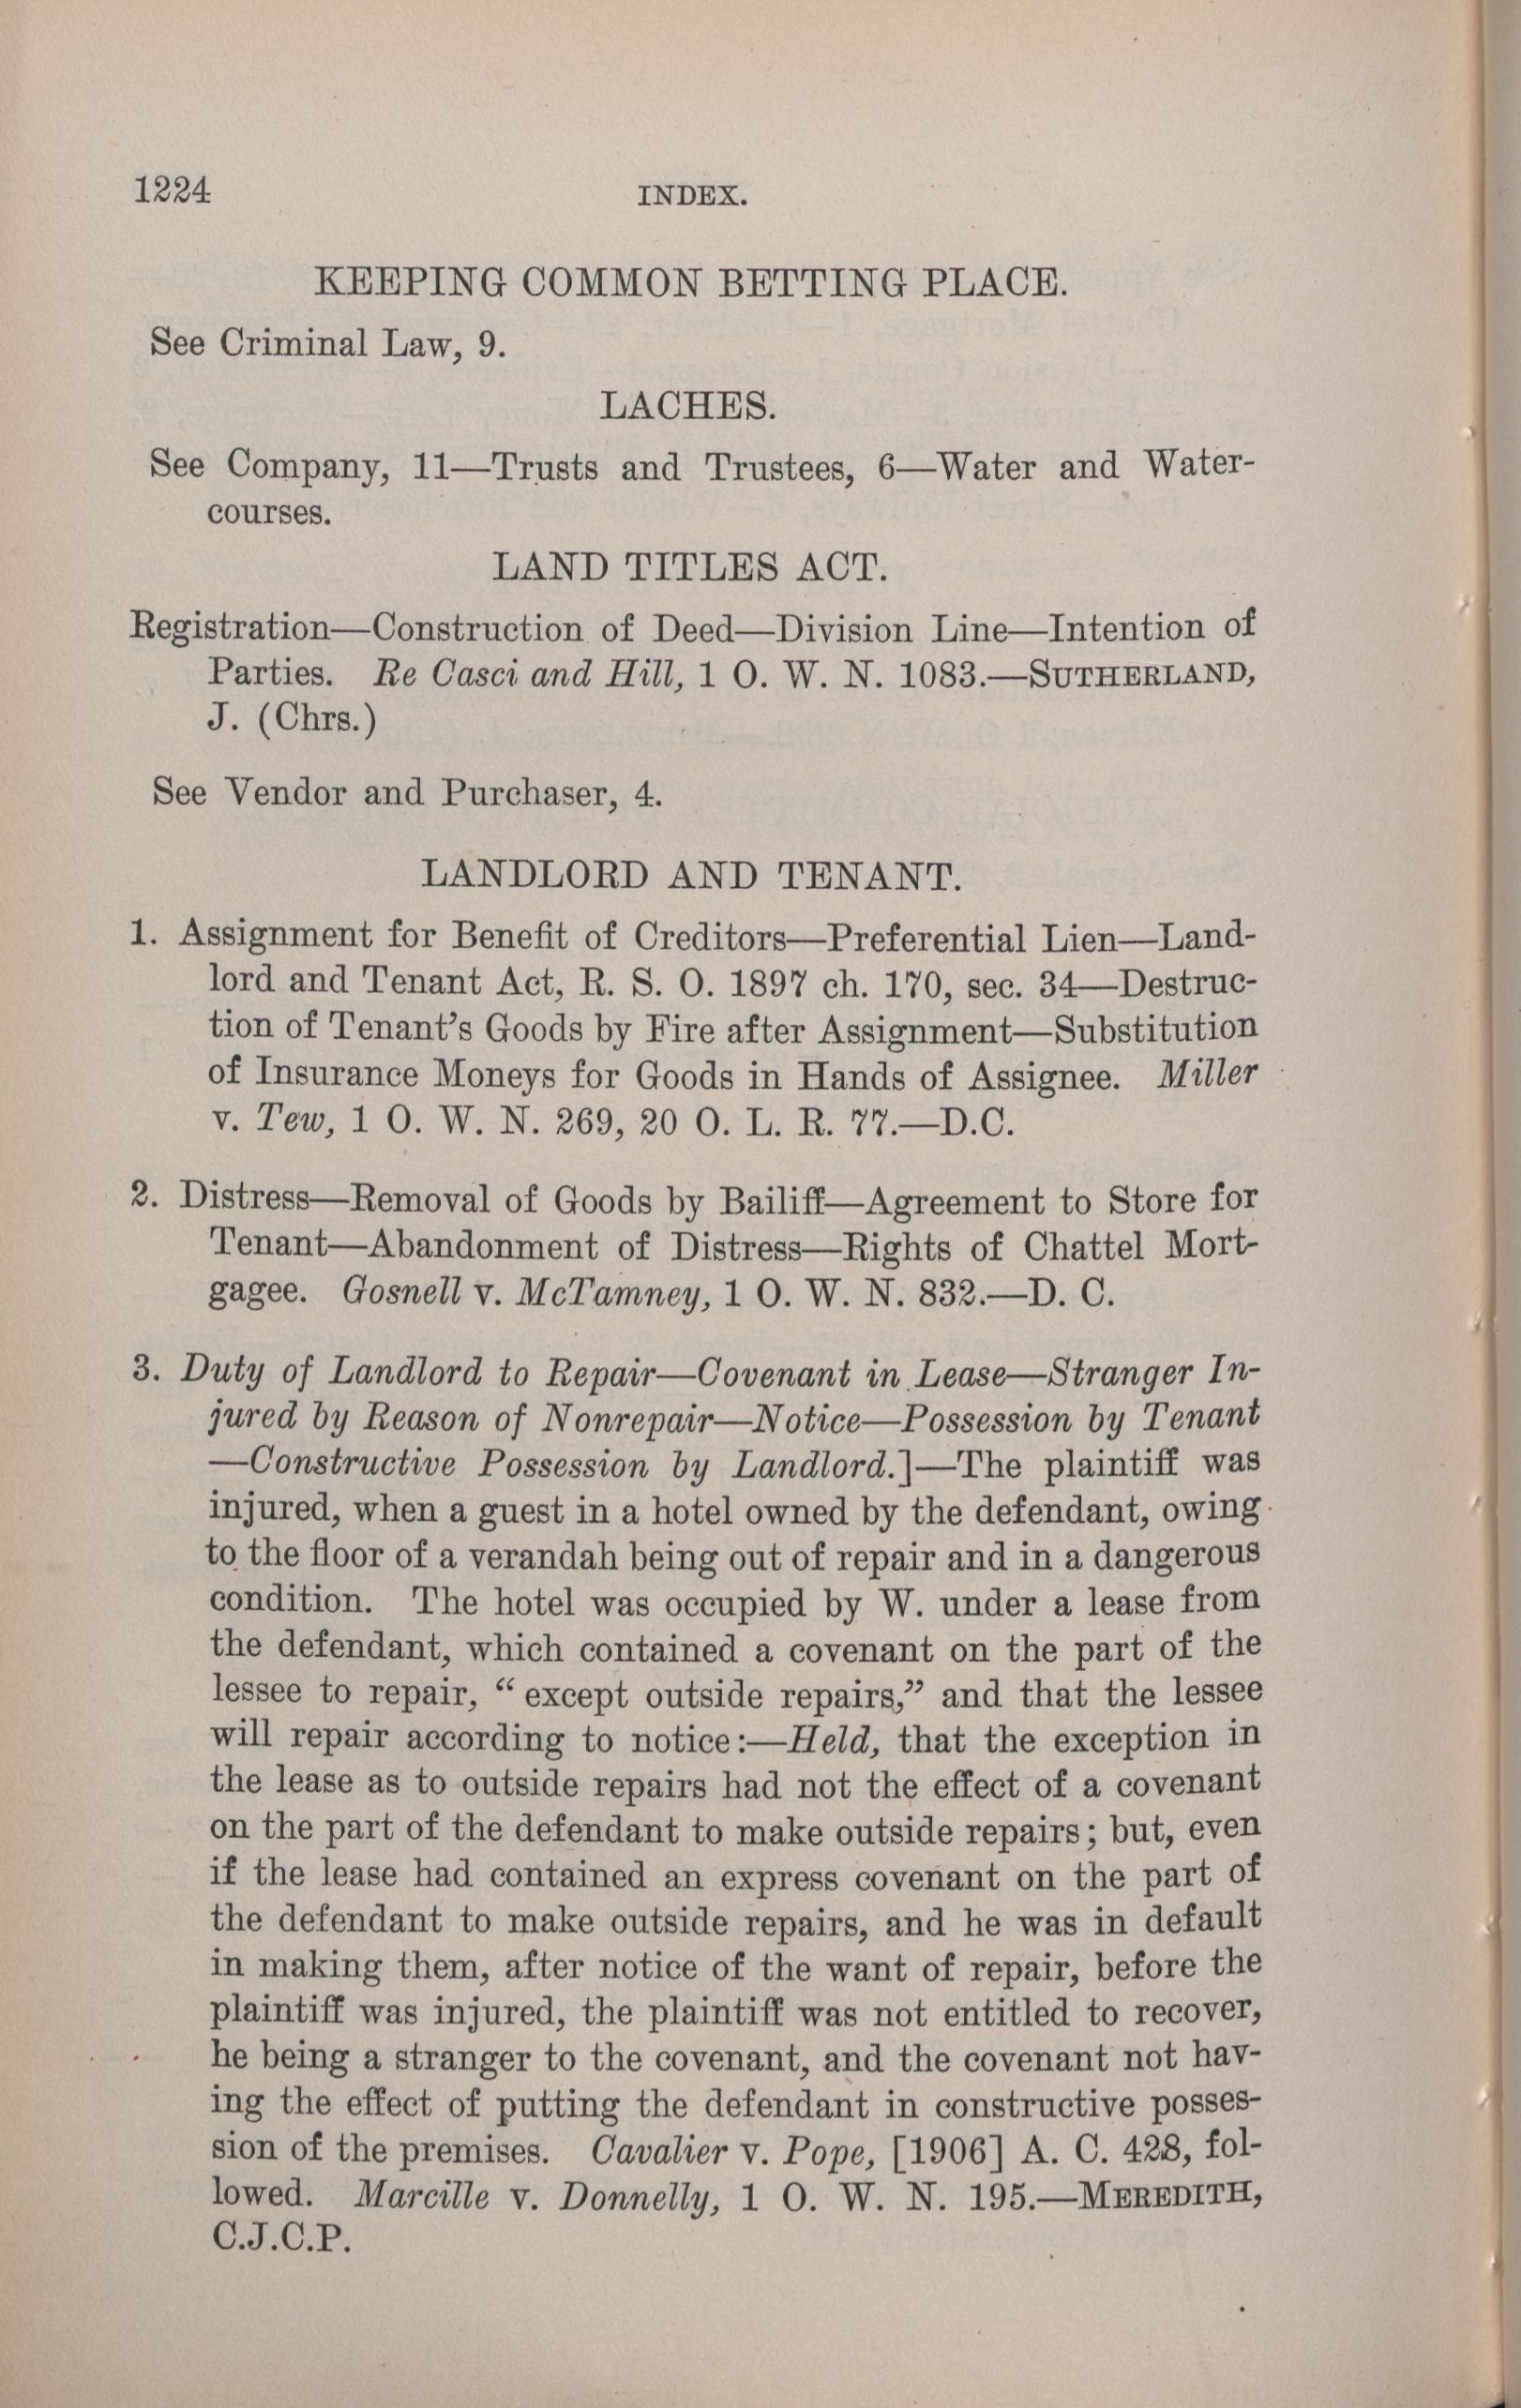 1224
INDEX.
KEEPING COMMON BETTING PLACE.
See Criminal Law, 9.
LACHES.
See Company, 11—Trusts and Trustees, 6—Water and Water-
courses.
LAND TITLES ACT.
Registration—Construction of Deed—Division Line—Intention of
Parties. Re Casci and Hill, 1 O. W. N. 1083.—SUTHERLAND,
J. (Chrs.)
See Vendor and Purchaser, 4.
LANDLORD AND TENANT.
1. Assignment for Benefit of Creditors—Preferential Lien—Land-
lord and Tenant Act, R. S. O. 1897 ch. 170, sec. 34—Destruc-
tion of Tenant's Goods by Fire after Assignment—Substitution
of Insurance Moneys for Goods in Hands of Assignee. Miller
v. Tew, 1 O. W. N. 269, 20 O. L. R. 77.—D.C.
2. Distress—Removal of Goods by Bailiff—Agreement to Store for
Tenant—Abandonment of Distress—Rights of Chattel Mort-
gagee. Gosnell v. McTamney, 1 O. W. N. 832.—D. C.
3. Duty of Landlord to Repair—Covenant in Lease—Stranger In-
jured by Reason of Nonrepair—Notice—Possession by Tenant
—Constructive Possession by Landlord.]—The plaintiff was
injured, when a guest in a hotel owned by the defendant, owing
to the floor of a verandah being out of repair and in a dangerous
condition. The hotel was occupied by W. under a lease from
the defendant, which contained a covenant on the part of the
lessee to repair, " except outside repairs," and that the lessee
will repair according to notice:—Held, that the exception in
the lease as to outside repairs had not the effect of a covenant
on the part of the defendant to make outside repairs; but, even
if the lease had contained an express covenant on the part of
the defendant to make outside repairs, and he was in default
in making them, after notice of the want of repair, before the
plaintiff was injured, the plaintiff was not entitled to recover,
he being a stranger to the covenant, and the covenant not hav-
ing the effect of putting the defendant in constructive posses-
sion of the premises. Cavalier v. Pope, [1906] A. C. 428, fol-
lowed. Marcille v. Donnelly, 1 O. W. N. 195.—MEREDITH,
C.J.C.P.